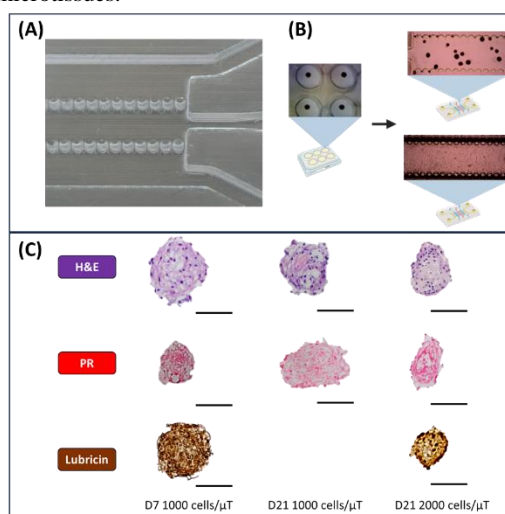 microtissues.
(A)
(B)
(C)
H&E
PR
Lubricin
D7 1000 cells/μT D21 1000 cells/μT D21 2000 cells/μT